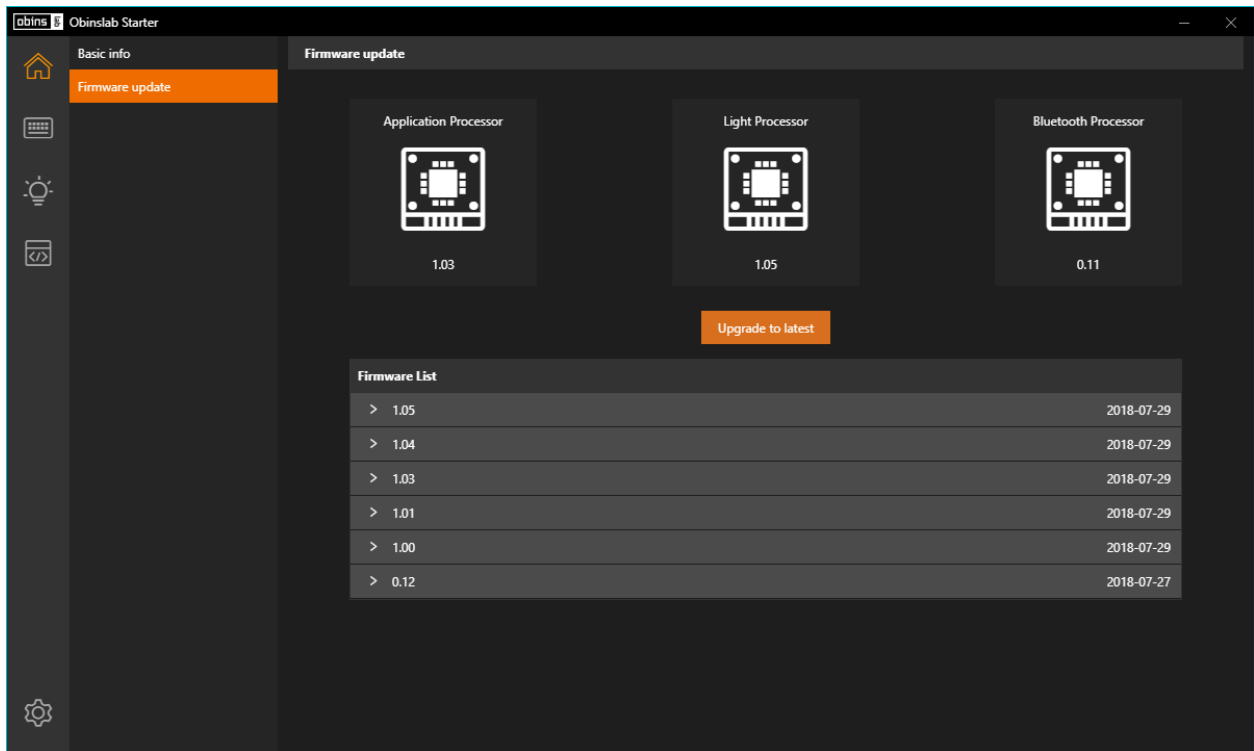 obins Obinslab Starter
Basic info
Firmware update
Firmware update
Application Processor
Light Processor
Bluetooth Processor
1.03
1.05
0.11
Upgrade to latest
Firmware List
1.05 2018-07-29
1.04 2018-07-29
1.03 2018-07-29
1.01 2018-07-29
1.00 2018-07-29
0.12 2018-07-27